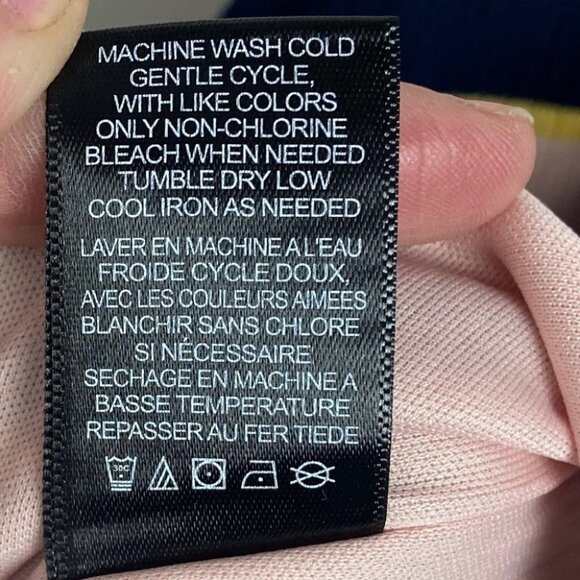 MACHINE WASH COLD
GENTLE CYCLE,
WITH LIKE COLORS
ONLY NON-CHLORINE
BLEACH WHEN NEEDED
TUMBLE DRY LOW
COOL IRON AS NEEDED
LAVER EN MACHINE A L'EAU
FROIDE CYCLE DOUX,
AVEC LES COULEURS AIMEES
BLANCHIR SANS CHLORE
SI NÉCESSAIRE
SECHAGE EN MACHINE A
BASSE TEMPERATURE
REPASSER AU FER TIEDE
30C